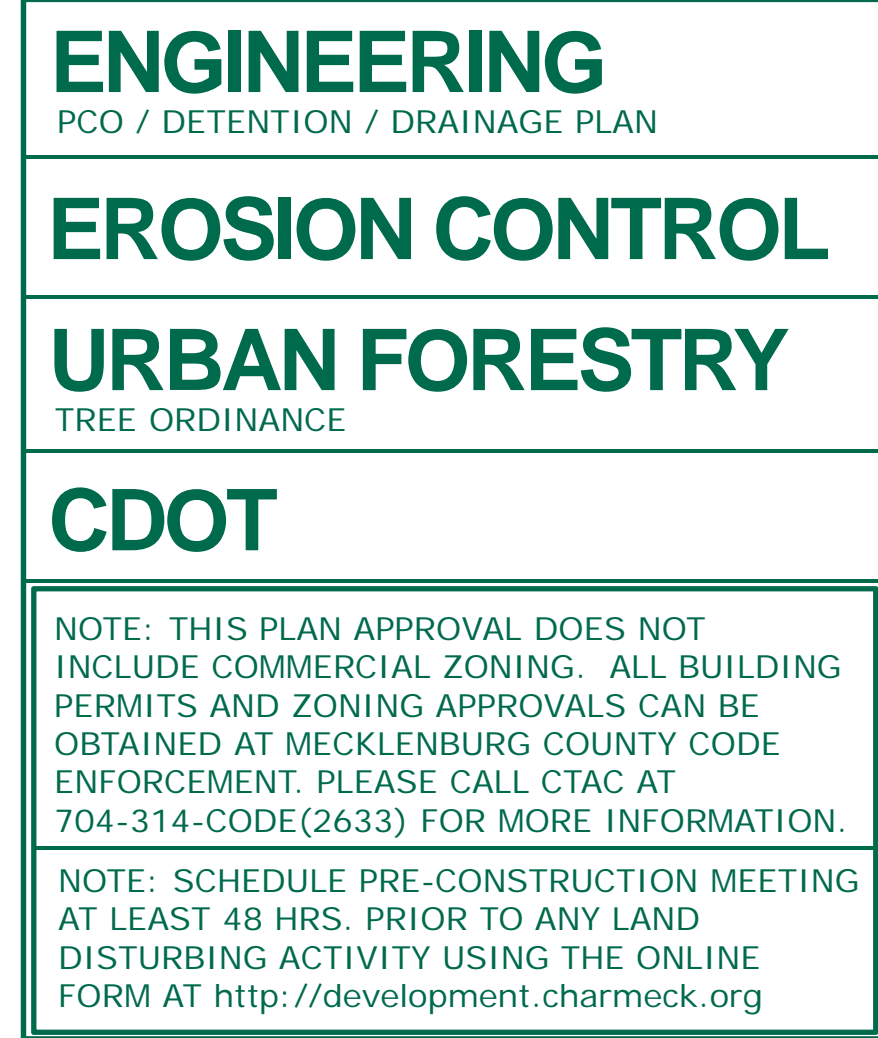 ENGINEERING
PCO / DETENTION / DRAINAGE PLAN
EROSION CONTROL
URBAN FORESTRY
TREE ORDINANCE
CDOT
NOTE: THIS PLAN APPROVAL DOES NOT
INCLUDE COMMERCIAL ZONING. ALL BUILDING
PERMITS AND ZONING APPROVALS CAN BE
OBTAINED AT MECKLENBURG COUNTY CODE
ENFORCEMENT. PLEASE CALL CTAC AT
704-314-CODE(2633) FOR MORE INFORMATION.
NOTE: SCHEDULE PRE-CONSTRUCTION MEETING
AT LEAST 48 HRS. PRIOR TO ANY LAND
DISTURBING ACTIVITY USING THE ONLINE
FORM AT http://development.charmeck.org